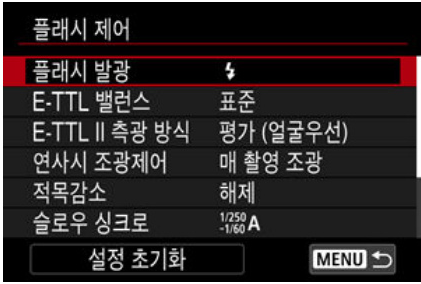 플래시 제어
플래시 발광
E-TTL 밸런스 표준
E-TTL II 측광 방식 평가 (얼굴우선)
연사시 조광제어 매 촬영 조광
적목감소 해제
슬로우 싱크로 1/250 -1/60 A
설정 초기화 MENU